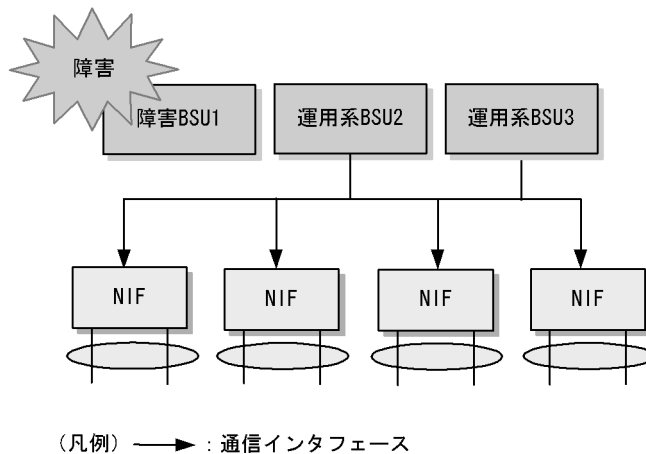 障害
障害BSU1
運用系BSU2
運用系BSU3
NIF
NIF
NIF
NIF
(凡例) : 通信インタフェース